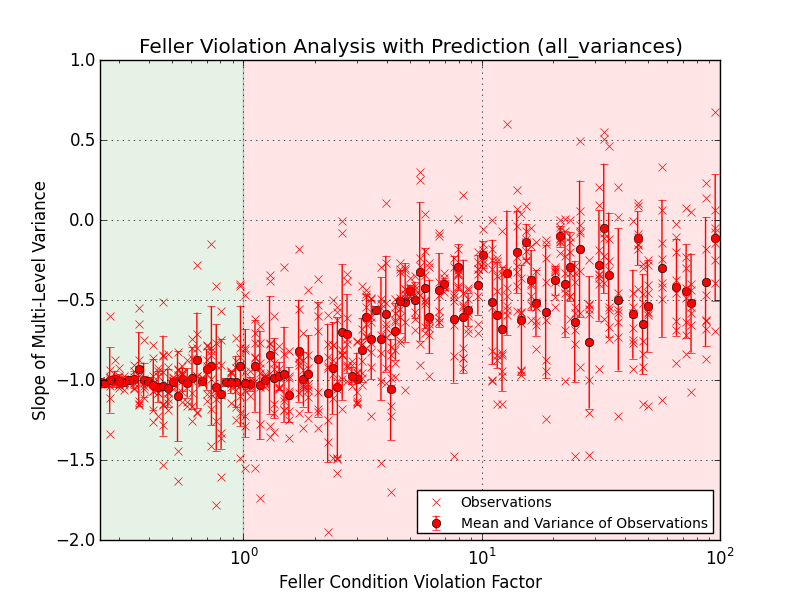 Feller Violation Analysis with Prediction (all_variances)
Slope of Multi-Level Variance
1.0
0.5
0.0
−0.5
−1.0
−1.5
−2.0
10⁰
10¹
10²
Feller Condition Violation Factor
Observations
Mean and Variance of Observations